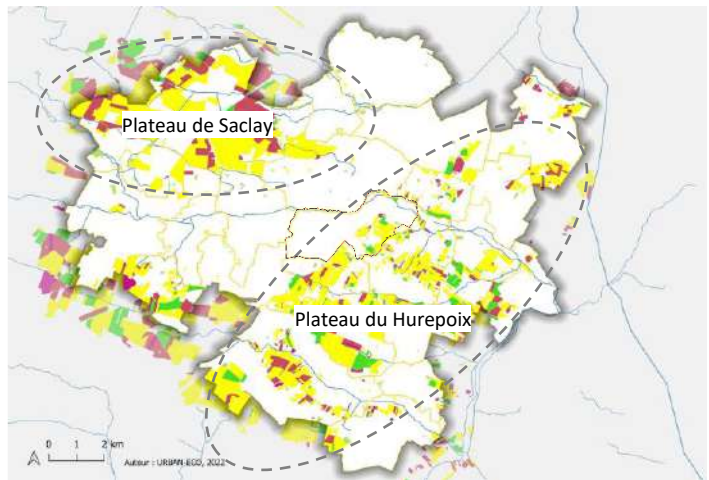 Plateau de Saclay
Plateau du Hurepoix
0 1 2 km
Auteur : URBAN-ECO, 2022